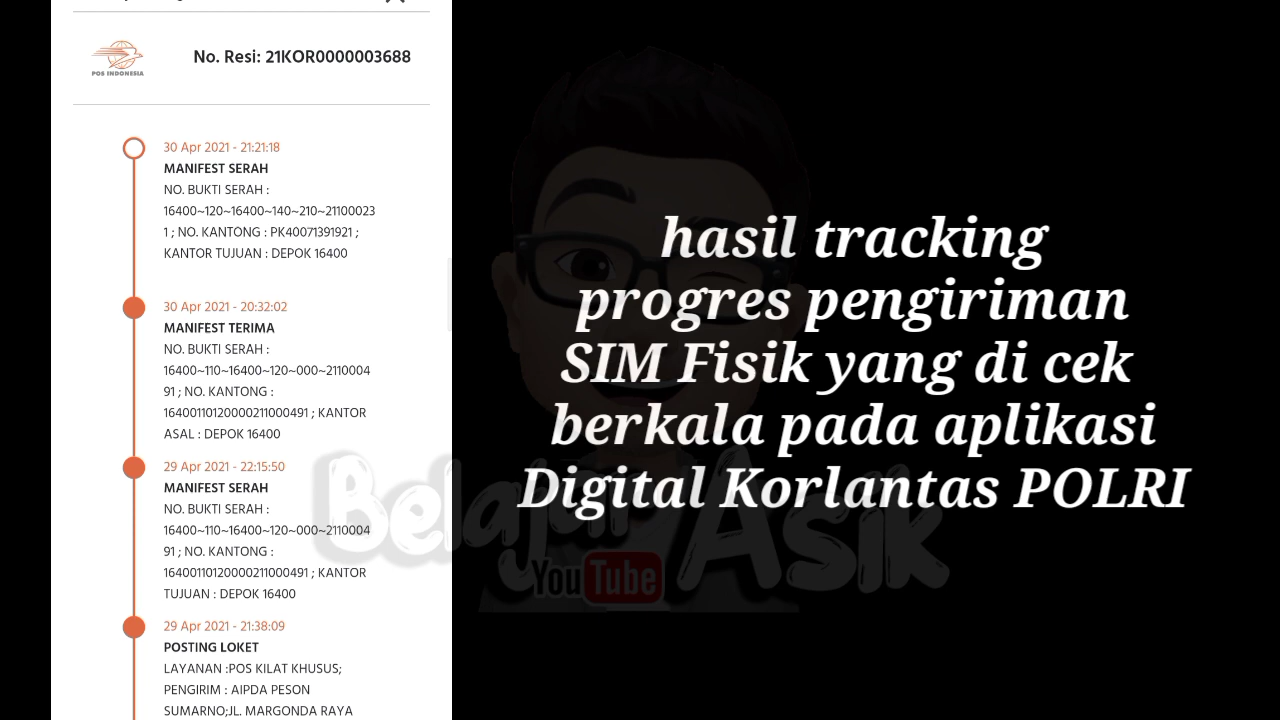 POS INDONESIA
No. Resi: 21KOR0000003688
30 Apr 2021 - 21:21:18
MANIFEST SERAH
NO. BUKTI SERAH :
16400~120~16400~140~210~21100023
1 ; NO. KANTONG : PK40071391921 ;
KANTOR TUJUAN : DEPOK 16400
30 Apr 2021 - 20:32:02
MANIFEST TERIMA
NO. BUKTI SERAH :
16400~110~16400~120~000~2110004
91 ; NO. KANTONG :
1640011012000021100​0491 ; KANTOR
ASAL : DEPOK 16400
29 Apr 2021 - 22:15:50
MANIFEST SERAH
NO. BUKTI SERAH :
16400~110~16400~120~000~2110004
91 ; NO. KANTONG :
16400110120000211000491 ; KANTOR
TUJUAN : DEPOK 16400
29 Apr 2021 - 21:38:09
POSTING LOKET
LAYANAN :POS KILAT KHUSUS;
PENGIRIM : AIPDA PESON
SUMARNO;JL. MARGONDA RAYA
hasil tracking
progres pengiriman
SIM Fisik yang di cek
berkala pada aplikasi
Digital Korlantas POLRI
Belajar Asik
YouTube